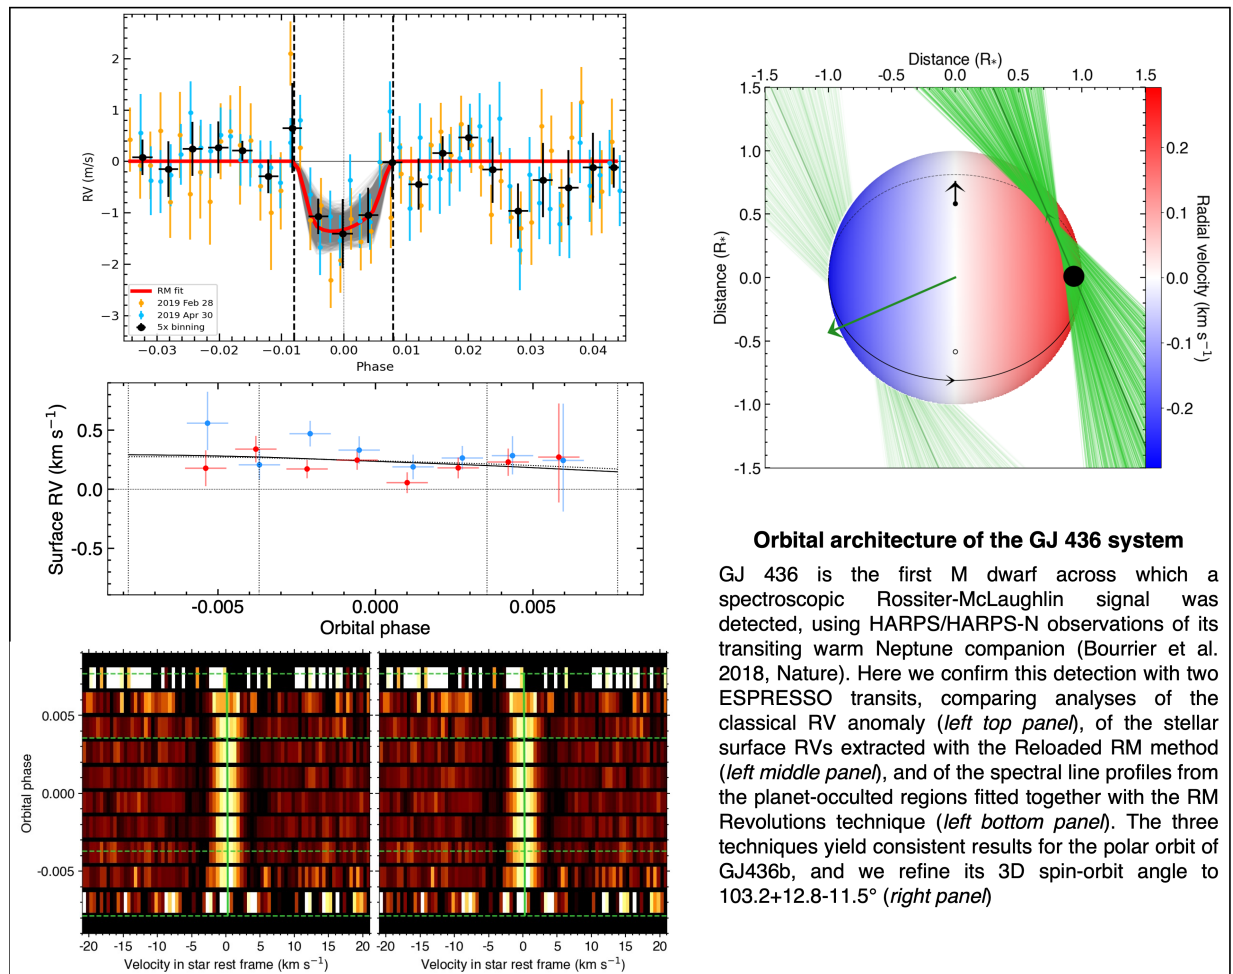 2
1
0
−1
−2
−3
RV (m/s)
RM fit
2019 Feb 28
2019 Apr 30
5x binning
−0.03
−0.02
−0.01
0.00
0.01
0.02
0.03
0.04
Phase
0.5
0.0
-0.5
Surface RV (km s⁻¹)
-0.005
0.000
0.005
Orbital phase
0.005
0.000
-0.005
Orbital phase
-20 -15 -10 -5 0 5 10 15 20
Velocity in star rest frame (km s⁻¹)
-20 -15 -10 -5 0 5 10 15 20
Velocity in star rest frame (km s⁻¹)
Distance (R⋆)
-1.5 -1.0 -0.5 0.0 0.5 1.0 1.5
1.5
1.0
0.5
0.0
-0.5
-1.0
-1.5
Distance (R⋆)
0.2
0.1
0.0
-0.1
-0.2
Radial velocity (km s⁻¹)
Orbital architecture of the GJ 436 system
GJ 436 is the first M dwarf across which a
spectroscopic Rossiter-McLaughlin signal was
detected, using HARPS/HARPS-N observations of its
transiting warm Neptune companion (Bourrier et al.
2018, Nature). Here we confirm this detection with two
ESPRESSO transits, comparing analyses of the
classical RV anomaly (left top panel), of the stellar
surface RVs extracted with the Reloaded RM method
(left middle panel), and of the spectral line profiles from
the planet-occulted regions fitted together with the RM
Revolutions technique (left bottom panel). The three
techniques yield consistent results for the polar orbit of
GJ436b, and we refine its 3D spin-orbit angle to
103.2+12.8-11.5° (right panel)